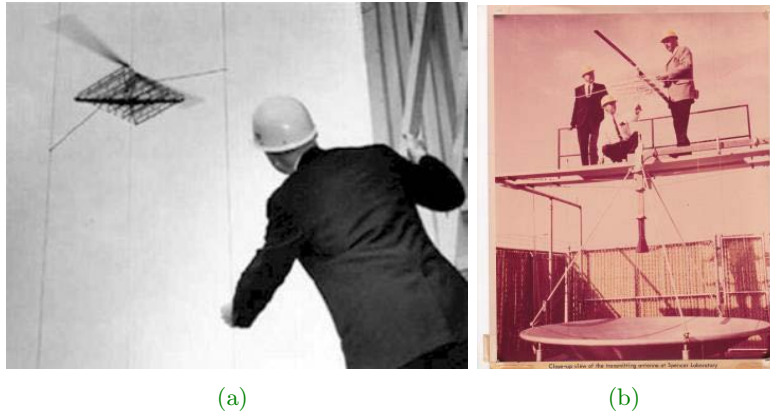 Close-up view of the transmitting antenna at Spencer Laboratory
(a)
(b)